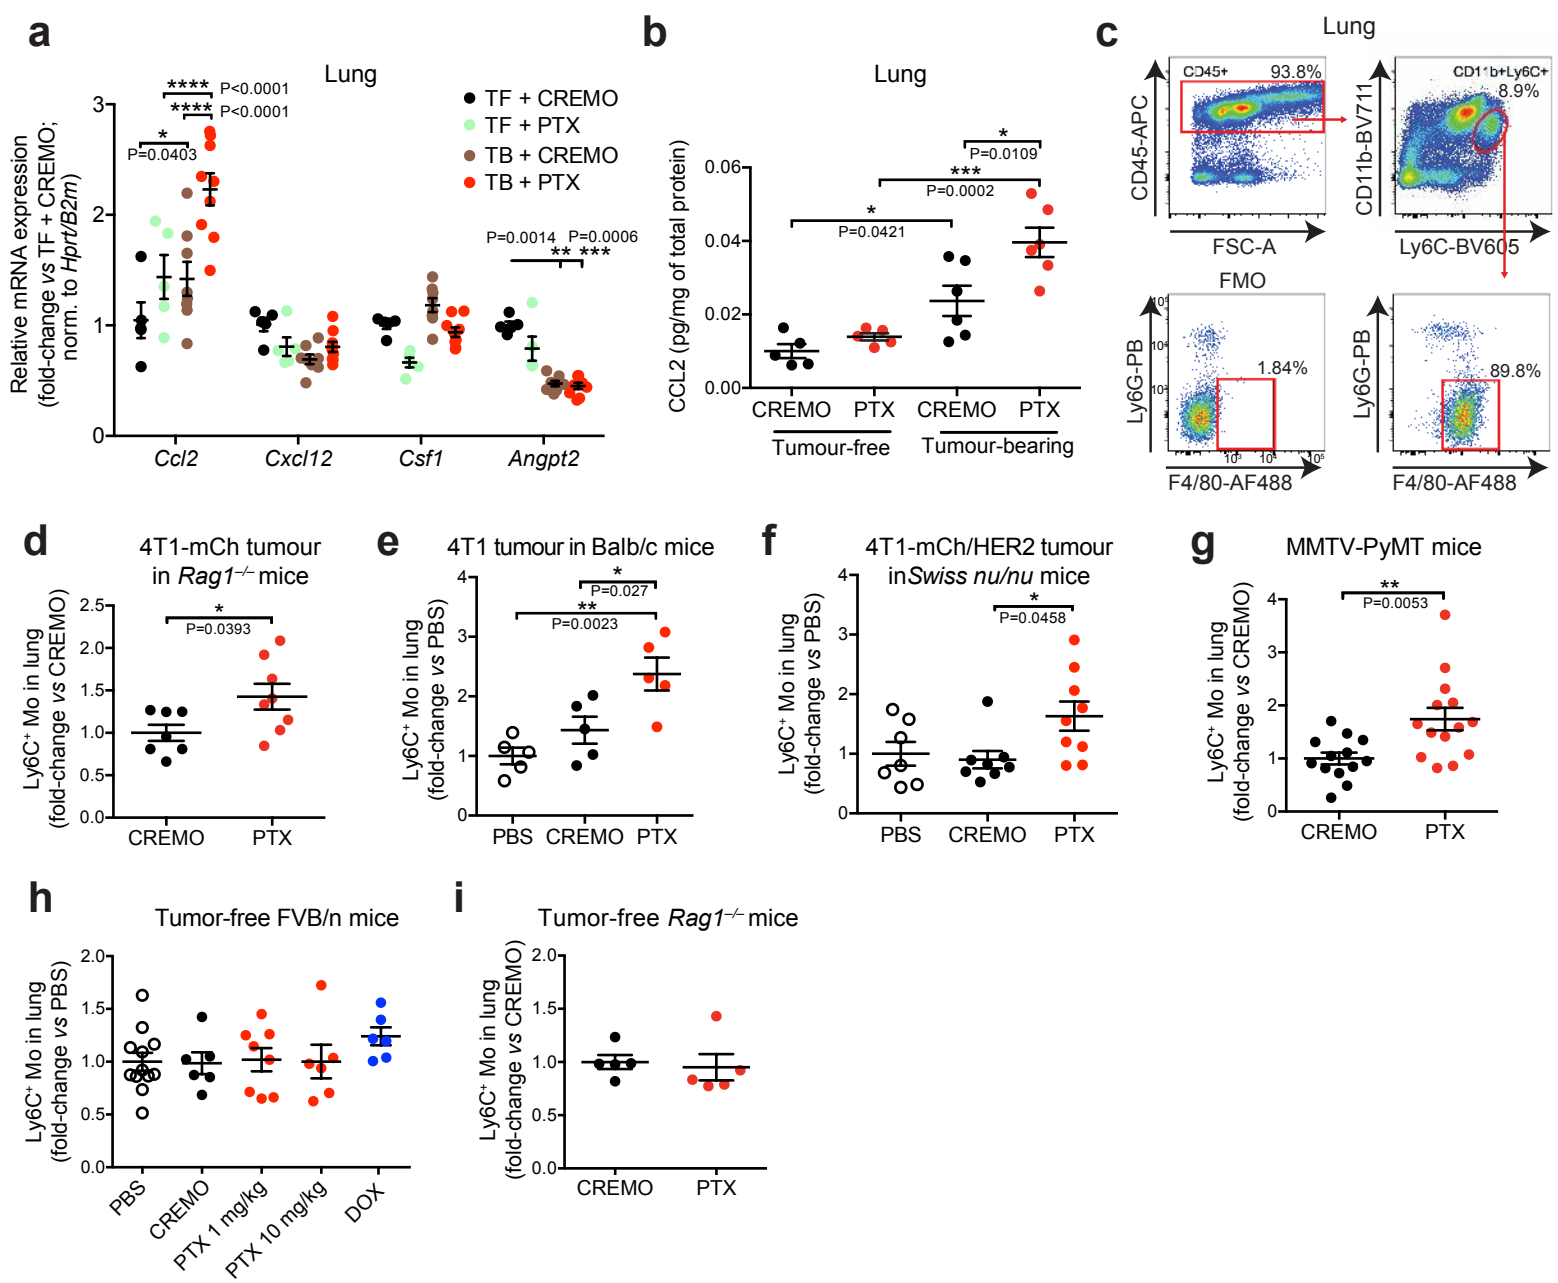 a
Lung
Relative mRNA expression
(fold-change vs TF + CREMO;
norm. to Hprt/B2m)
3
2
1
0
**** P<0.0001
**** P<0.0001
*
P=0.0403
TF + CREMO
TF + PTX
TB + CREMO
TB + PTX
P=0.0014 P=0.0006
** ***
Ccl2 Cxcl12 Csf1 Angpt2
b
Lung
CCL2 (pg/mg of total protein)
0.06
0.04
0.02
0.00
*
P=0.0109
***
P=0.0002
*
P=0.0421
CREMO PTX CREMO PTX
Tumour-free Tumour-bearing
c
Lung
CD45+ 93.8%
CD45-APC
FSC-A
CD11b+Ly6C+
8.9%
CD11b-BV711
Ly6C-BV605
FMO
1.84%
Ly6G-PB
F4/80-AF488
10³ 10⁴ 10⁵
89.8%
Ly6G-PB
F4/80-AF488
d
4T1-mCh tumour
in Rag1–/– mice
Ly6C+ Mo in lung
(fold-change vs CREMO)
2.5
2.0
1.5
1.0
0.5
0.0
*
P=0.0393
CREMO PTX
e
4T1 tumour in Balb/c mice
Ly6C+ Mo in lung
(fold-change vs PBS)
4
3
2
1
0
*
P=0.027
**
P=0.0023
PBS CREMO PTX
f
4T1-mCh/HER2 tumour
inSwiss nu/nu mice
Ly6C+ Mo in lung
(fold-change vs PBS)
4
3
2
1
0
*
P=0.0458
PBS CREMO PTX
g
MMTV-PyMT mice
Ly6C+ Mo in lung
(fold-change vs CREMO)
4
3
2
1
0
**
P=0.0053
CREMO PTX
h
Tumor-free FVB/n mice
Ly6C+ Mo in lung
(fold-change vs PBS)
2.0
1.5
1.0
0.5
0.0
PBS CREMO PTX 1 mg/kg PTX 10 mg/kg DOX
i
Tumor-free Rag1–/– mice
Ly6C+ Mo in lung
(fold-change vs CREMO)
2.0
1.5
1.0
0.5
0.0
CREMO PTX